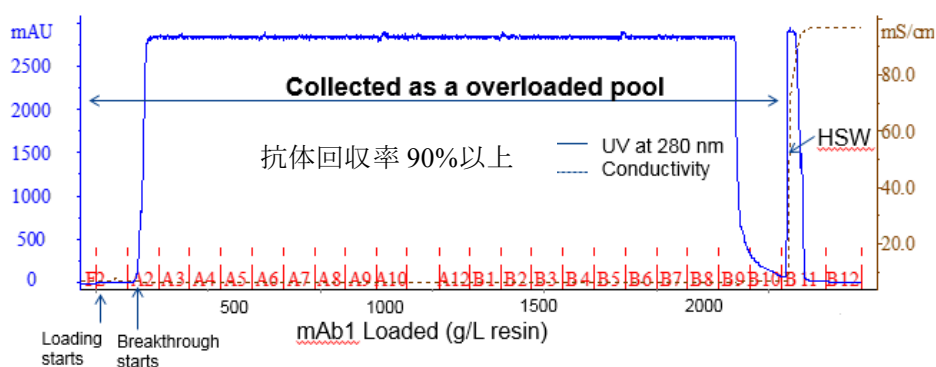 mAU
mS/cm
2500
2000
1500
1000
500
0
80.0
60.0
40.0
20.0
Collected as a overloaded pool
抗体回收率 90%以上
UV at 280 nm
Conductivity
HSW
F2 A2 A3 A4 A5 A6 A7 A8 A9 A10 A12 B1 B2 B3 B4 B5 B6 B7 B8 B9 B10 B11 B12
500 1000 1500 2000
mAb1 Loaded (g/L resin)
Loading
starts
Breakthrough
starts